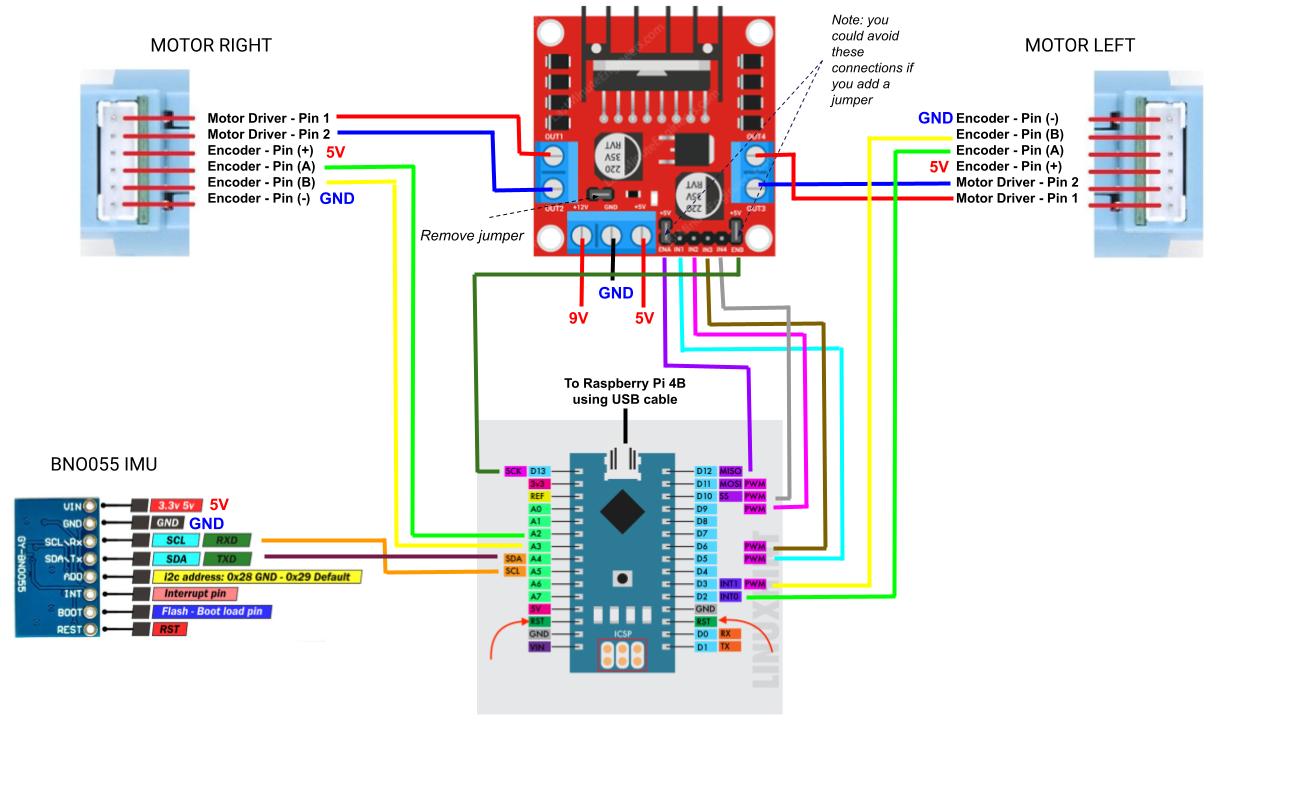 MOTOR RIGHT
Motor Driver - Pin 1
Motor Driver - Pin 2
Encoder - Pin (+) 5V
Encoder - Pin (A)
Encoder - Pin (B)
Encoder - Pin (-) GND
Note: you
could avoid
these
connections if
you add a
jumper
MOTOR LEFT
GND Encoder - Pin (-)
Encoder - Pin (B)
Encoder - Pin (A)
5V Encoder - Pin (+)
Motor Driver - Pin 2
Motor Driver - Pin 1
OUT1
OUT4
220
35V
RVT
35V
RVT
OUT2
+12V
GND
+5V
+5V
+5V
OUT3
ENA
IN1
IN2
IN3
IN4
Remove jumper
9V
GND
5V
To Raspberry Pi 4B
using USB cable
BNO055 IMU
GY-BNO055
VIN 3.3v 5v 5V
GND GND GND
SCL\Rx SCL RXD
SDA\Tx SDA TXD
ADD i2c address: 0x28 GND - 0x29 Default
INT Interrupt pin
BOOT Flash - Boot load pin
REST RST
SCK D13
3v3
REF
A0
A1
A2
A3
SDA A4
SCL A5
A6
A7
5V
RST
GND
VIN
ICSP
D12 MISO
D11 MOSI PWM
D10 SS PWM
D9 PWM
D8
D7
D6 PWM
D5 PWM
D4
D3 INT1 PWM
D2 INT0
GND
RST
D0 RX
D1 TX